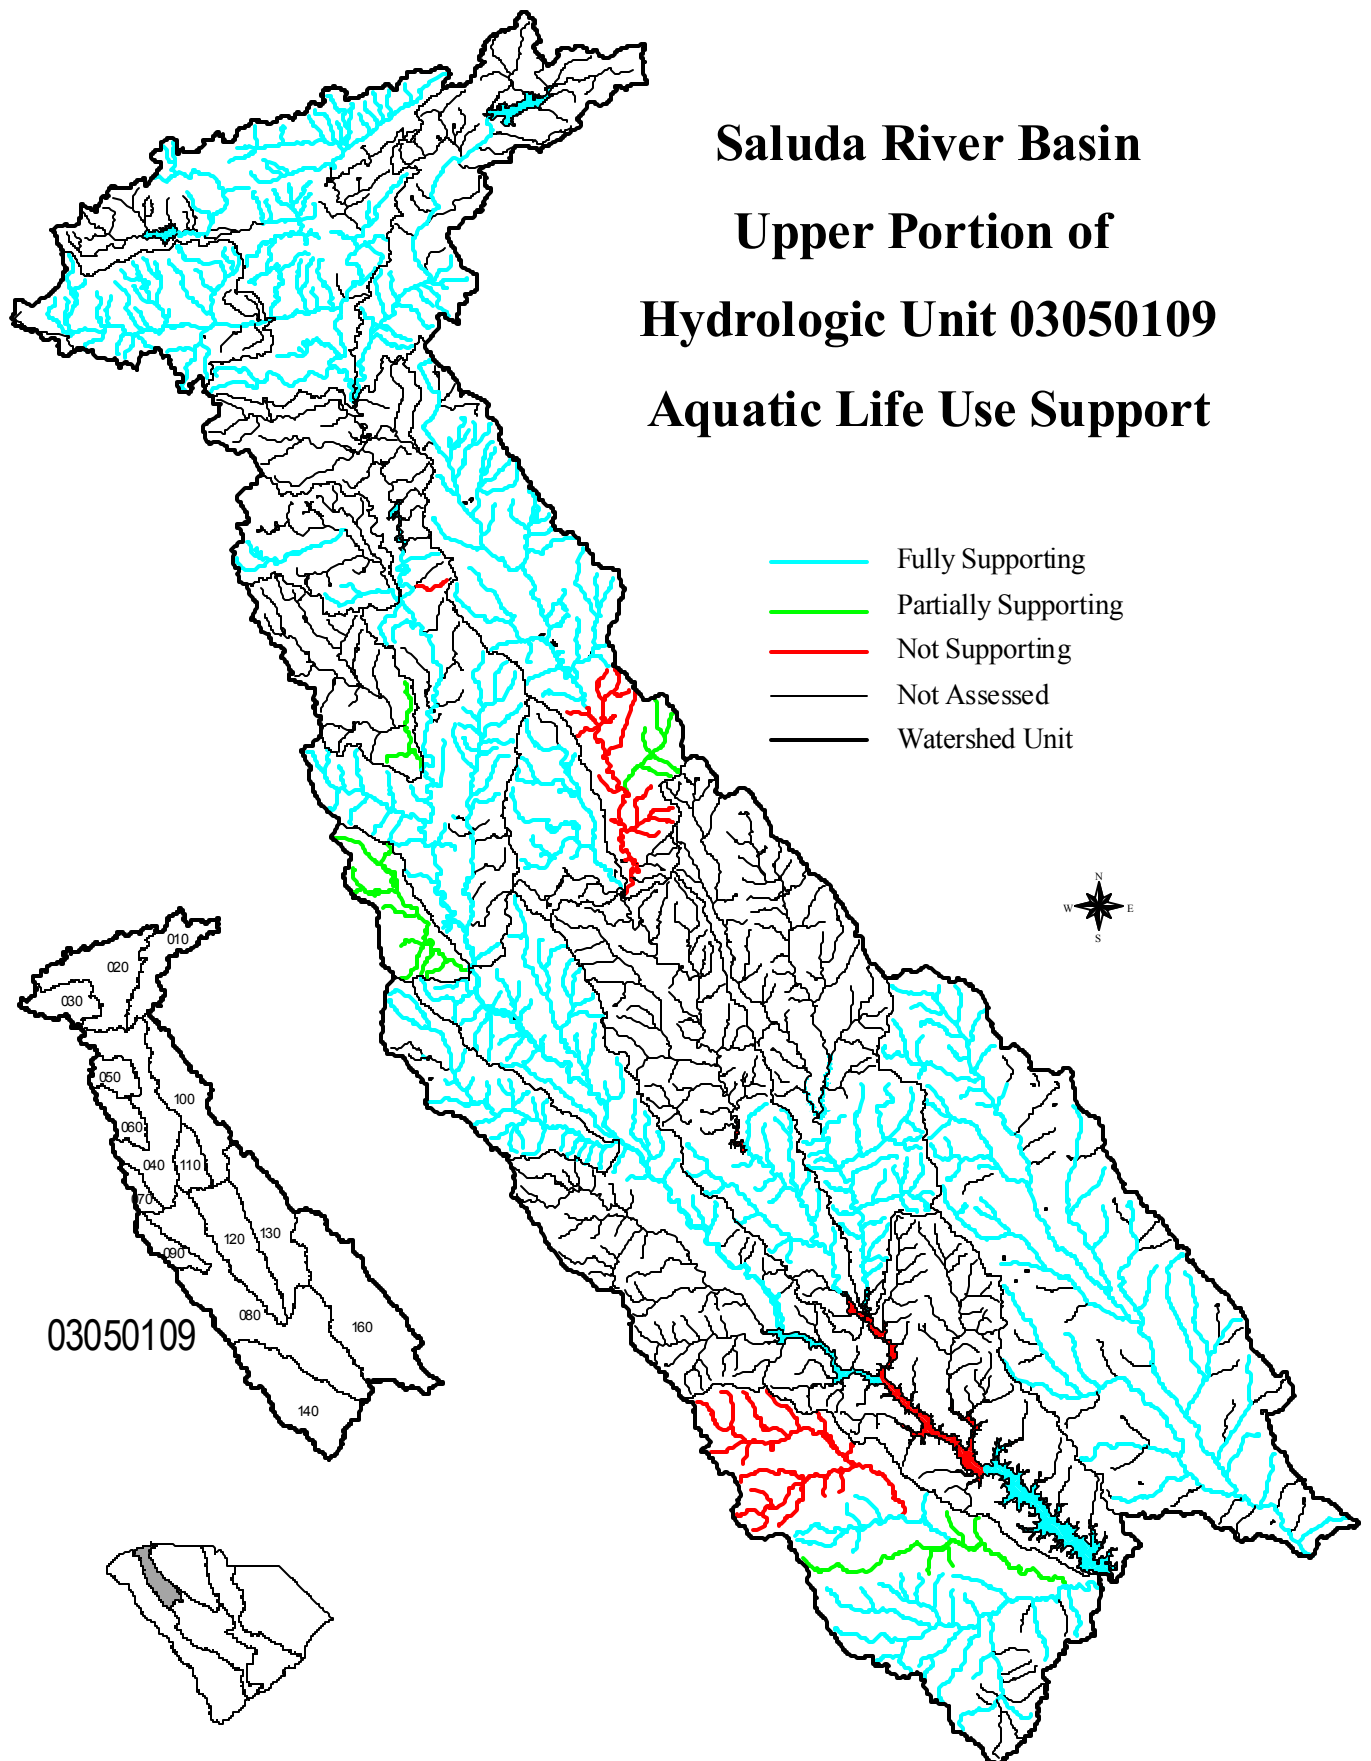 Saluda River Basin
Upper Portion of
Hydrologic Unit 03050109
Aquatic Life Use Support
Fully Supporting
Partially Supporting
Not Supporting
Not Assessed
Watershed Unit
N
W E
S
010
020
030
050
100
060
040
110
070
130
120
090
080
160
03050109
140